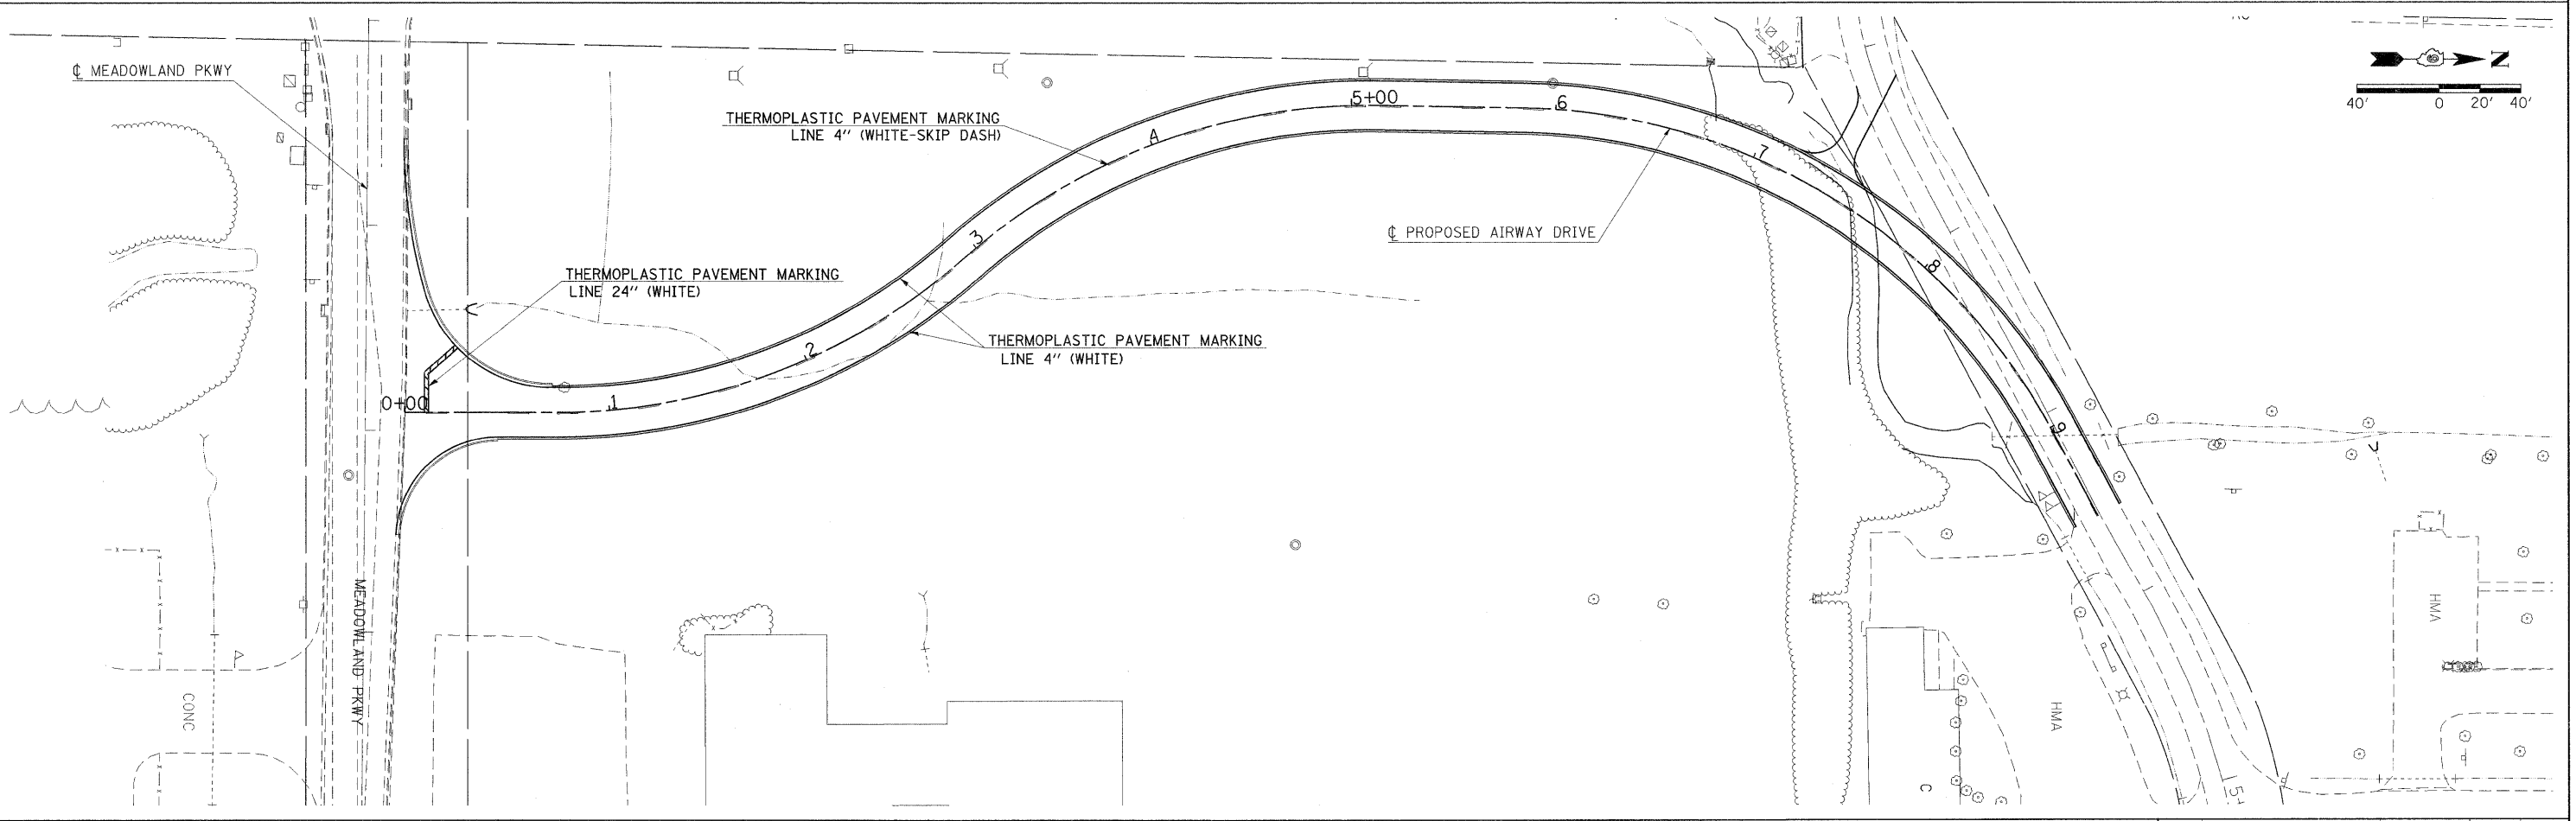 ℄ MEADOWLAND PKWY
THERMOPLASTIC PAVEMENT MARKING
LINE 4″ (WHITE-SKIP DASH)
5+00
6
N
40′ 0 20′ 40′
A
7
3
℄ PROPOSED AIRWAY DRIVE
8
THERMOPLASTIC PAVEMENT MARKING
LINE 24″ (WHITE)
2
THERMOPLASTIC PAVEMENT MARKING
LINE 4″ (WHITE)
0+00
1
9
MEADOWLAND PKWY
CONC
HMA
HMA
C